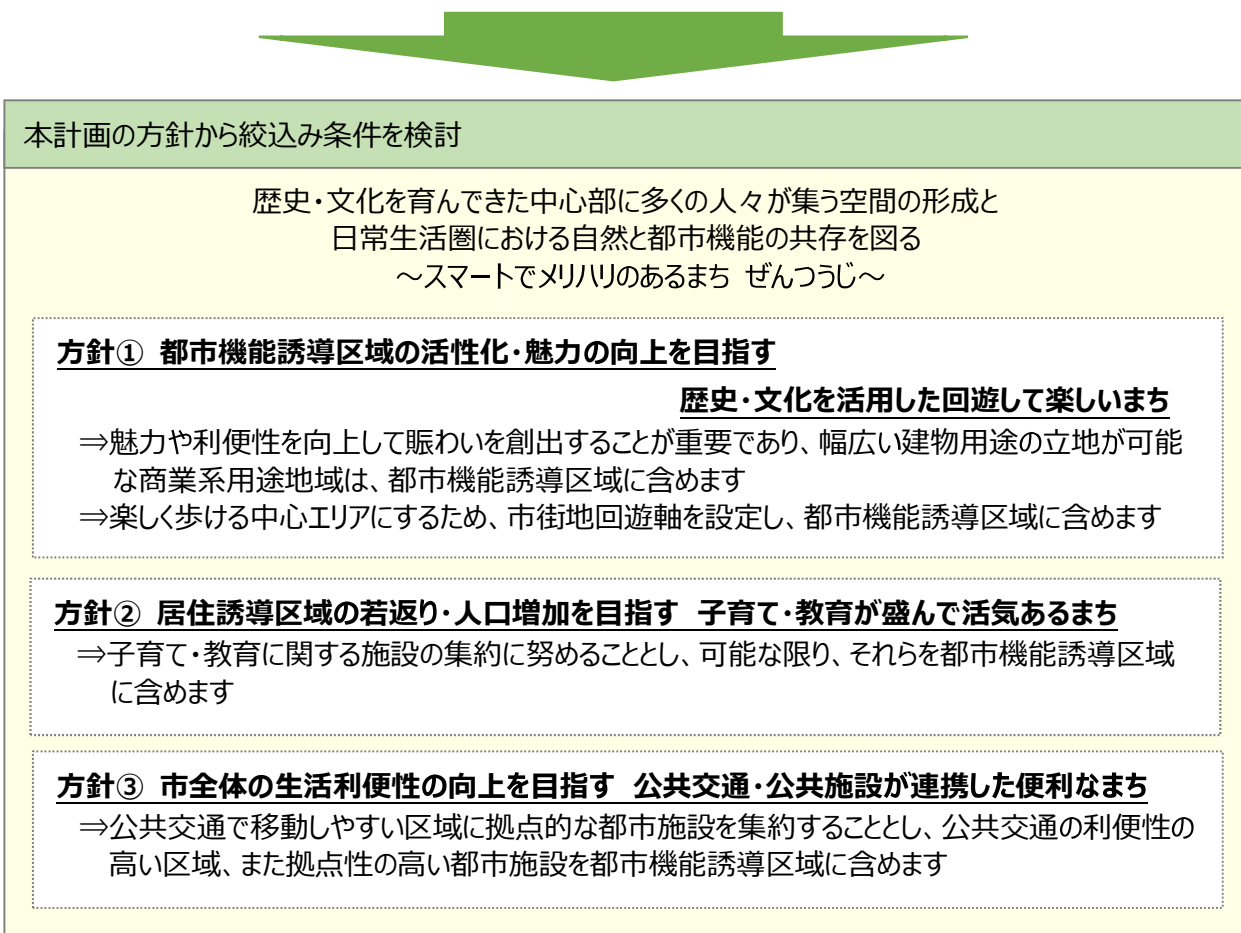 本計画の方針から絞込み条件を検討
歴史・文化を育んできた中心部に多くの人々が集う空間の形成と
日常生活圏における自然と都市機能の共存を図る
～スマートでメリハリのあるまち ぜんつうじ～
方針① 都市機能誘導区域の活性化・魅力の向上を目指す
歴史・文化を活用した回遊して楽しいまち
⇒魅力や利便性を向上して賑わいを創出することが重要であり、幅広い建物用途の立地が可能
な商業系用途地域は、都市機能誘導区域に含めます
⇒楽しく歩ける中心エリアにするため、市街地回遊軸を設定し、都市機能誘導区域に含めます
方針② 居住誘導区域の若返り・人口増加を目指す 子育て・教育が盛んで活気あるまち
⇒子育て・教育に関する施設の集約に努めることとし、可能な限り、それらを都市機能誘導区域
に含めます
方針③ 市全体の生活利便性の向上を目指す 公共交通・公共施設が連携した便利なまち
⇒公共交通で移動しやすい区域に拠点的な都市施設を集約することとし、公共交通の利便性の
高い区域、また拠点性の高い都市施設を都市機能誘導区域に含めます